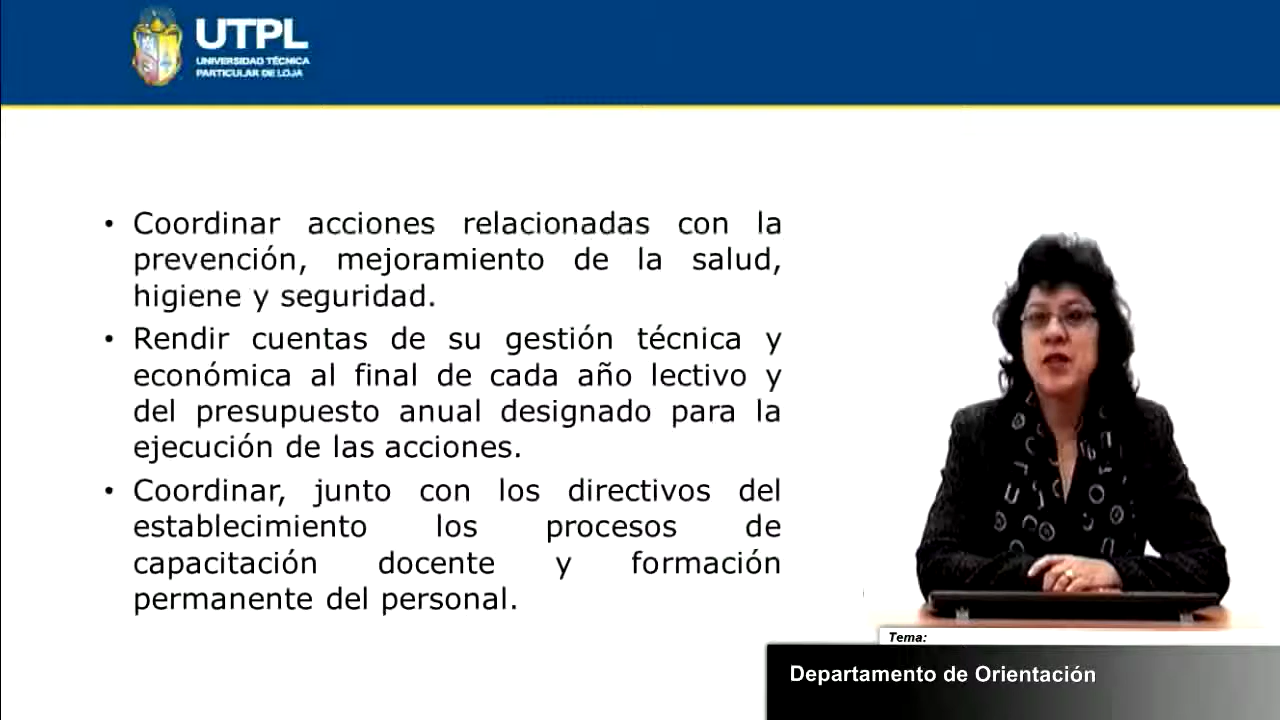 UTPL
UNIVERSIDAD TÉCNICA
PARTICULAR DE LOJA
• Coordinar acciones relacionadas con la
prevención, mejoramiento de la salud,
higiene y seguridad.
• Rendir cuentas de su gestión técnica y
económica al final de cada año lectivo y
del presupuesto anual designado para la
ejecución de las acciones.
• Coordinar, junto con los directivos del
establecimiento los procesos de
capacitación docente y formación
permanente del personal.
Tema:
Departamento de Orientación